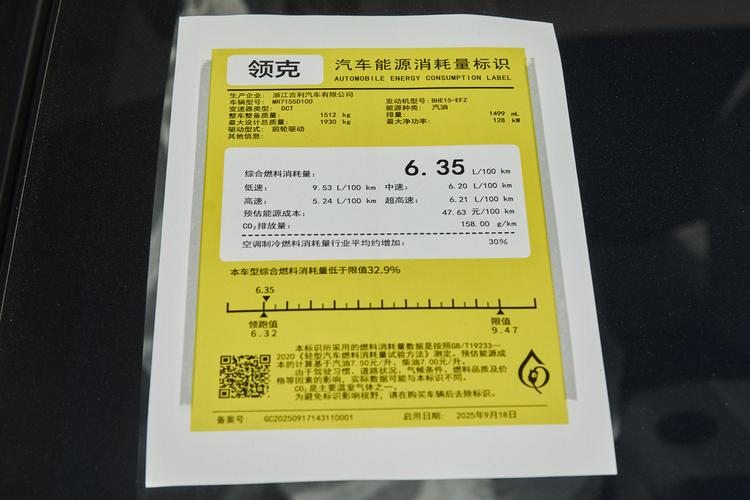 领克 汽车能源消耗量标识
AUTOMOBILE ENERGY CONSUMPTION LABEL
生产企业: 浙江吉利汽车有限公司
车辆型号: MR7155D100 发动机型号: BHE15-EFZ
变速器类型: DCT 能源种类: 汽油
整车整备质量: 1512 kg 排量: 1499 mL
最大设计总质量: 1930 kg 最大净功率: 128 kW
驱动型式: 前轮驱动
其他信息:
综合燃料消耗量: 6.35 L/100 km
低速: 9.53 L/100 km 中速: 6.20 L/100 km
高速: 5.24 L/100 km 超高速: 6.21 L/100 km
预估能源成本: 47.63 元/100 km
CO₂排放量: 158.00 g/km
空调制冷燃料消耗量行业平均约增加: 30%
本车型综合燃料消耗量低于限值32.9%
6.35
领跑值 限值
6.32 9.47
本标识所采用的燃料消耗量数据是按照GB/T19233—
2020《轻型汽车燃料消耗量试验方法》测定。预估能源成
本的计算基于汽油7.50元/升, 柴油7.00元/升。
由于驾驶习惯、道路状况、气候条件、燃料品质及价
格等因素的影响, 实际数据可能与本标识不同。
CO₂是主要温室气体之一。
为避免标识影响视野, 请在购买车辆后去除标识。
备案号: GC20250917143110001 启用日期: 2025年9月18日